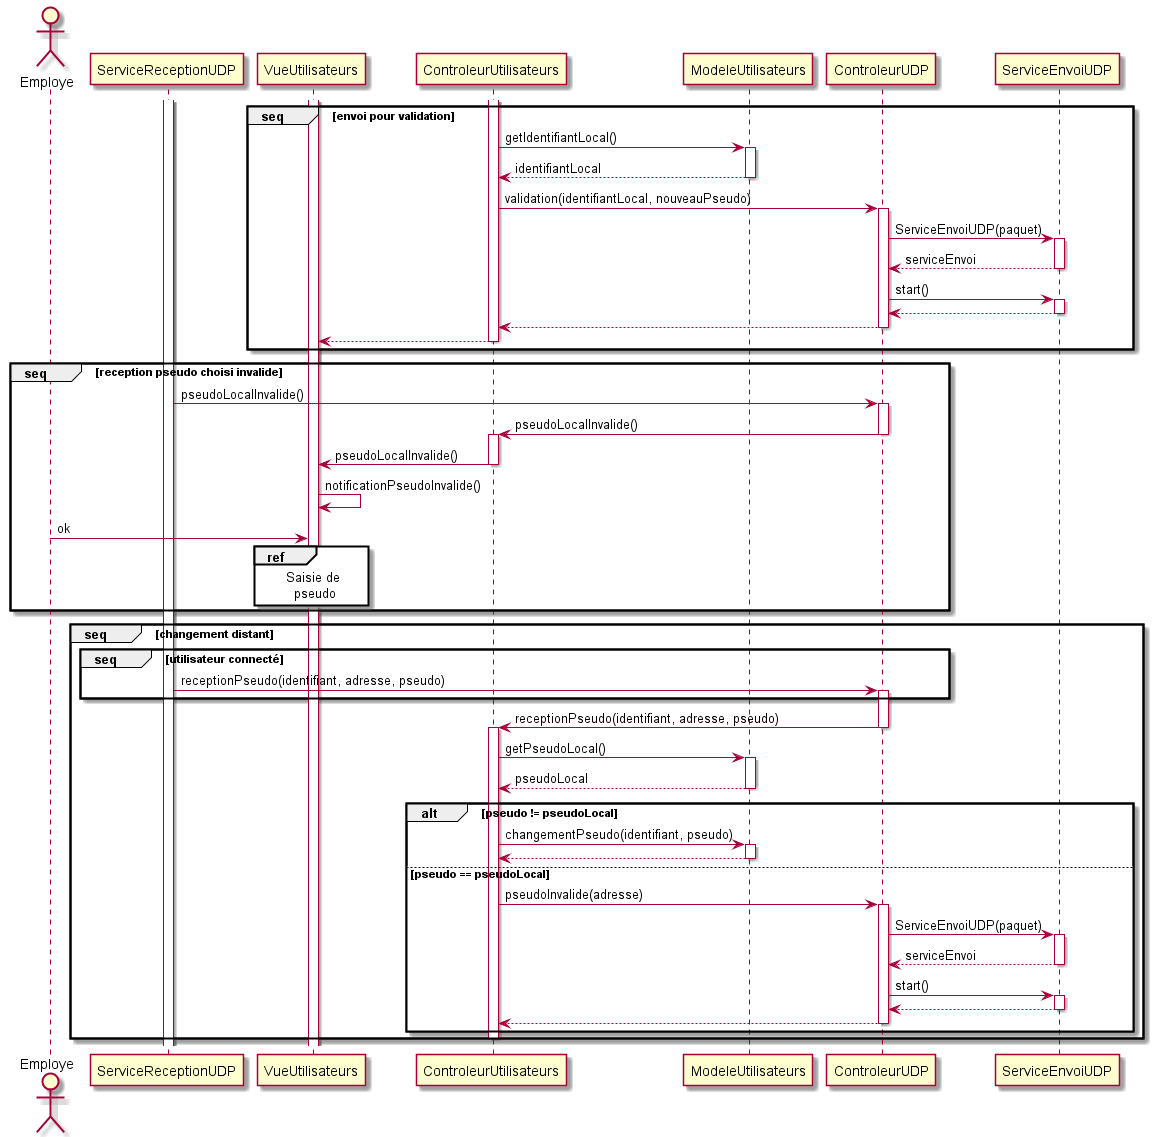 Employe
ServiceReceptionUDP
VueUtilisateurs
ControleurUtilisateurs
ModeleUtilisateurs
ControleurUDP
ServiceEnvoiUDP
seq
[envoi pour validation]
getIdentifiantLocal()
identifiantLocal
validation(identifiantLocal, nouveauPseudo)
ServiceEnvoiUDP(paquet)
serviceEnvoi
start()
seq
[reception pseudo choisi invalide]
pseudoLocalInvalide()
pseudoLocalInvalide()
pseudoLocalInvalide()
notificationPseudoInvalide()
ok
ref
Saisie de
pseudo
seq
[changement distant]
seq
[utilisateur connecté]
receptionPseudo(identifiant, adresse, pseudo)
receptionPseudo(identifiant, adresse, pseudo)
getPseudoLocal()
pseudoLocal
alt
[pseudo != pseudoLocal]
changementPseudo(identifiant, pseudo)
[pseudo == pseudoLocal]
pseudoInvalide(adresse)
ServiceEnvoiUDP(paquet)
serviceEnvoi
start()
Employe
ServiceReceptionUDP
VueUtilisateurs
ControleurUtilisateurs
ModeleUtilisateurs
ControleurUDP
ServiceEnvoiUDP